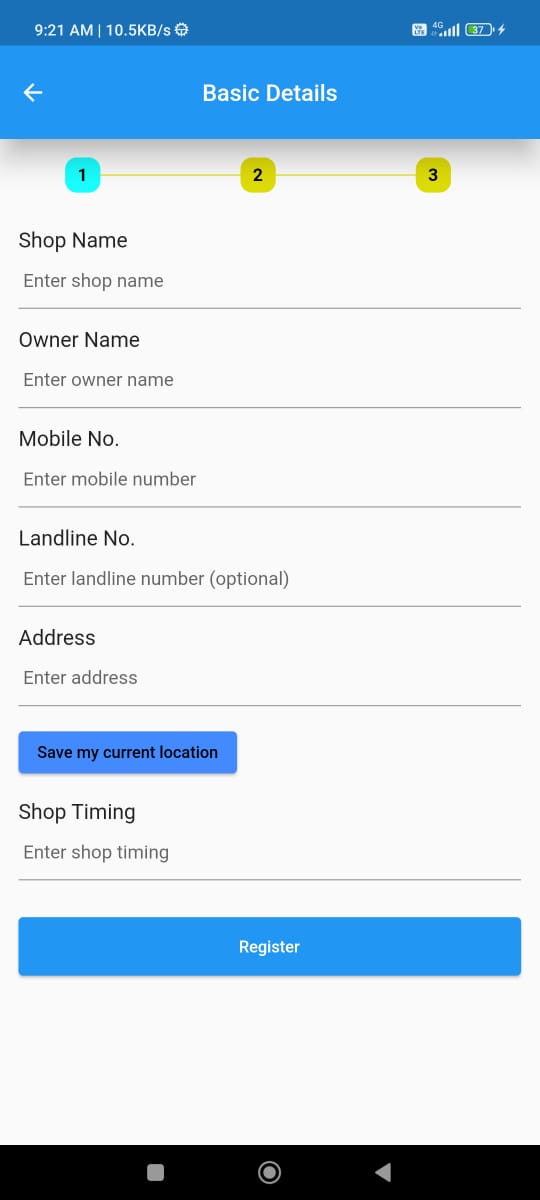 9:21 AM | 10.5KB/s
4G 37
Basic Details
1 2 3
Shop Name
Enter shop name
Owner Name
Enter owner name
Mobile No.
Enter mobile number
Landline No.
Enter landline number (optional)
Address
Enter address
Save my current location
Shop Timing
Enter shop timing
Register